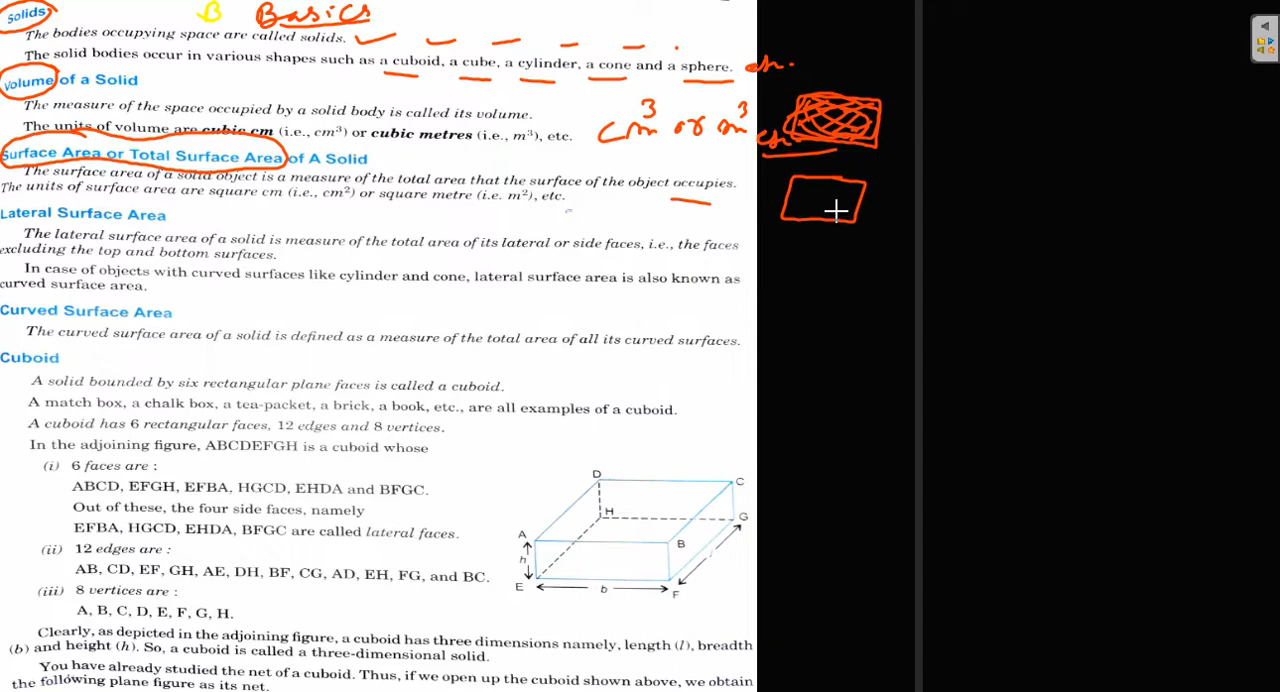 B Basics
Solids
The bodies occupying space are called solids.
The solid bodies occur in various shapes such as a cuboid, a cube, a cylinder, a cone and a sphere.
Volume of a Solid
The measure of the space occupied by a solid body is called its volume.
The units of volume are cubic cm (i.e., cm³) or cubic metres (i.e., m³), etc.
cm³ or m³
Surface Area or Total Surface Area of A Solid
The surface area of a solid object is a measure of the total area that the surface of the object occupies.
The units of surface area are square cm (i.e., cm²) or square metre (i.e. m²), etc.
Lateral Surface Area
The lateral surface area of a solid is measure of the total area of its lateral or side faces, i.e., the faces
excluding the top and bottom surfaces.
In case of objects with curved surfaces like cylinder and cone, lateral surface area is also known as
curved surface area.
Curved Surface Area
The curved surface area of a solid is defined as a measure of the total area of all its curved surfaces.
Cuboid
A solid bounded by six rectangular plane faces is called a cuboid.
A match box, a chalk box, a tea-packet, a brick, a book, etc., are all examples of a cuboid.
A cuboid has 6 rectangular faces, 12 edges and 8 vertices.
In the adjoining figure, ABCDEFGH is a cuboid whose
(i) 6 faces are :
ABCD, EFGH, EFBA, HGCD, EHDA and BFGC.
Out of these, the four side faces, namely
EFBA, HGCD, EHDA, BFGC are called lateral faces.
(ii) 12 edges are :
AB, CD, EF, GH, AE, DH, BF, CG, AD, EH, FG, and BC.
(iii) 8 vertices are :
A, B, C, D, E, F, G, H.
D
C
H
G
A
B
h
l
E
b
F
Clearly, as depicted in the adjoining figure, a cuboid has three dimensions namely, length (l), breadth
(b) and height (h). So, a cuboid is called a three-dimensional solid.
You have already studied the net of a cuboid. Thus, if we open up the cuboid shown above, we obtain
the following plane figure as its net.